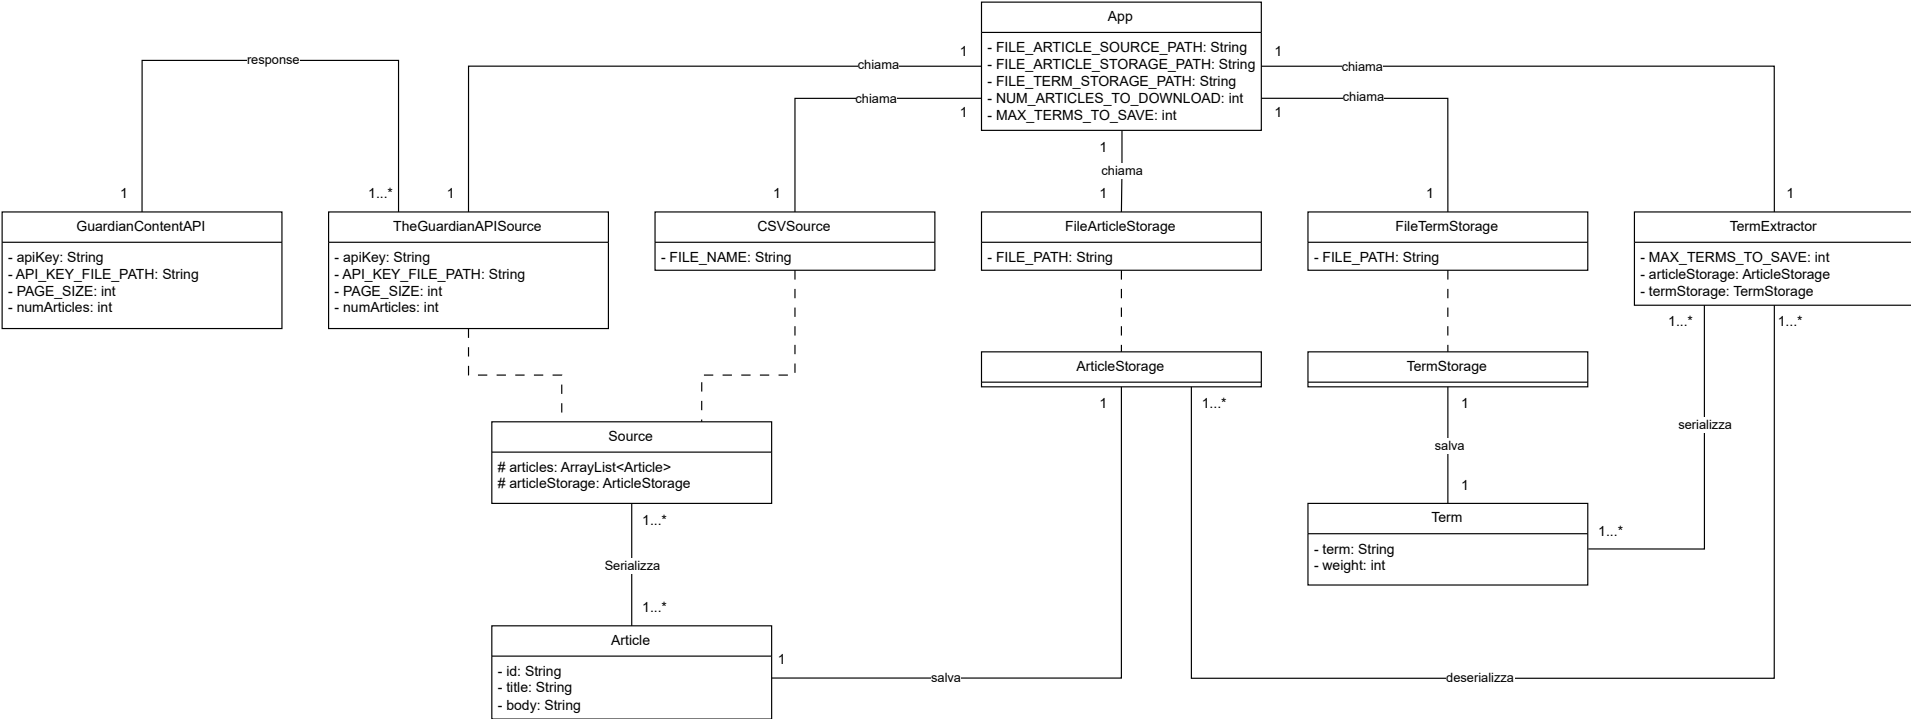 App
- FILE_ARTICLE_SOURCE_PATH: String
- FILE_ARTICLE_STORAGE_PATH: String
- FILE_TERM_STORAGE_PATH: String
- NUM_ARTICLES_TO_DOWNLOAD: int
- MAX_TERMS_TO_SAVE: int
response
1
chiama
1
chiama
chiama
1
chiama
1
1
chiama
1
1
1...*
1
1
1
1
1
GuardianContentAPI
- apiKey: String
- API_KEY_FILE_PATH: String
- PAGE_SIZE: int
- numArticles: int
TheGuardianAPISource
- apiKey: String
- API_KEY_FILE_PATH: String
- PAGE_SIZE: int
- numArticles: int
CSVSource
- FILE_NAME: String
FileArticleStorage
- FILE_PATH: String
FileTermStorage
- FILE_PATH: String
TermExtractor
- MAX_TERMS_TO_SAVE: int
- articleStorage: ArticleStorage
- termStorage: TermStorage
1...*
1...*
ArticleStorage
TermStorage
1
1...*
1
serializza
Source
# articles: ArrayList<Article>
# articleStorage: ArticleStorage
salva
1
1...*
Term
- term: String
- weight: int
1...*
Serializza
1...*
Article
- id: String
- title: String
- body: String
1
salva
deserializza